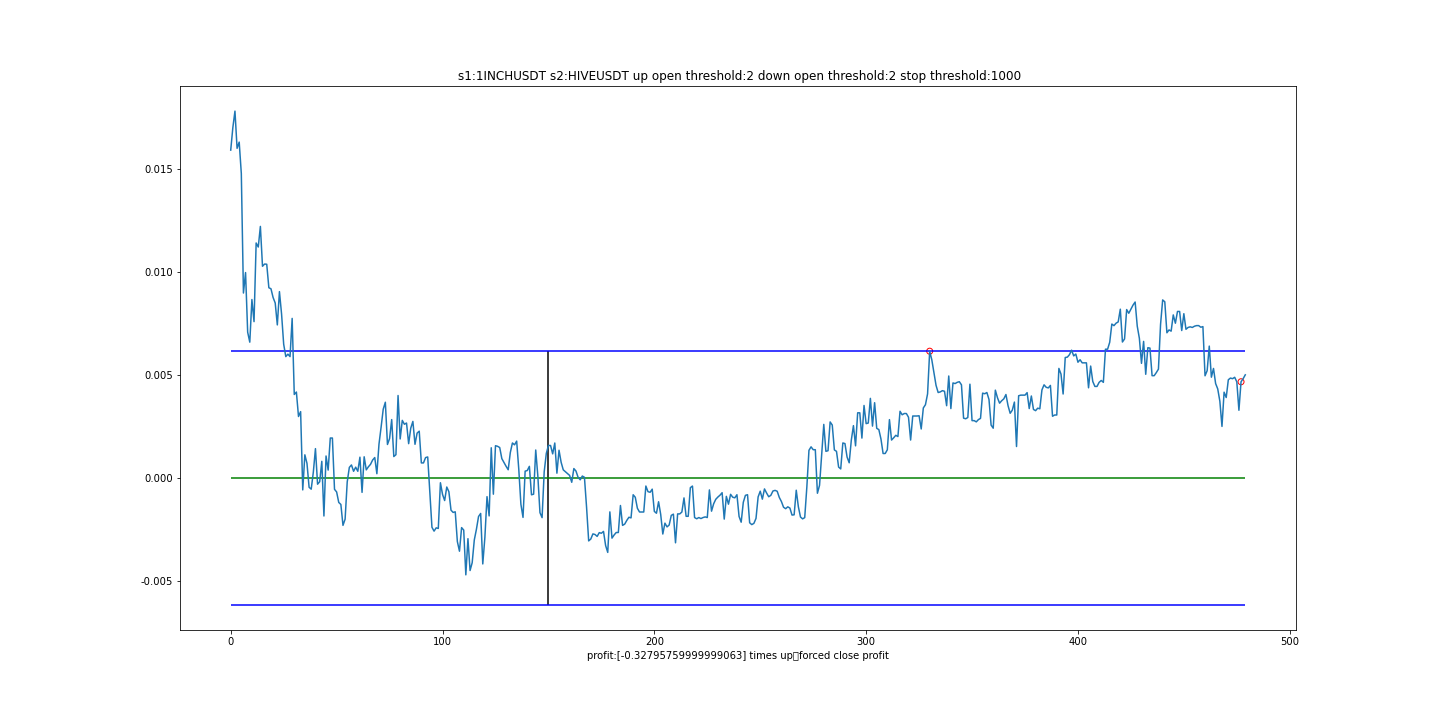 s1:1INCHUSDT s2:HIVEUSDT up open threshold:2 down open threshold:2 stop threshold:1000
0.015
0.010
0.005
0.000
-0.005
0 100 200 300 400 500
profit:[-0.32795759999999063] times up▯forced close profit